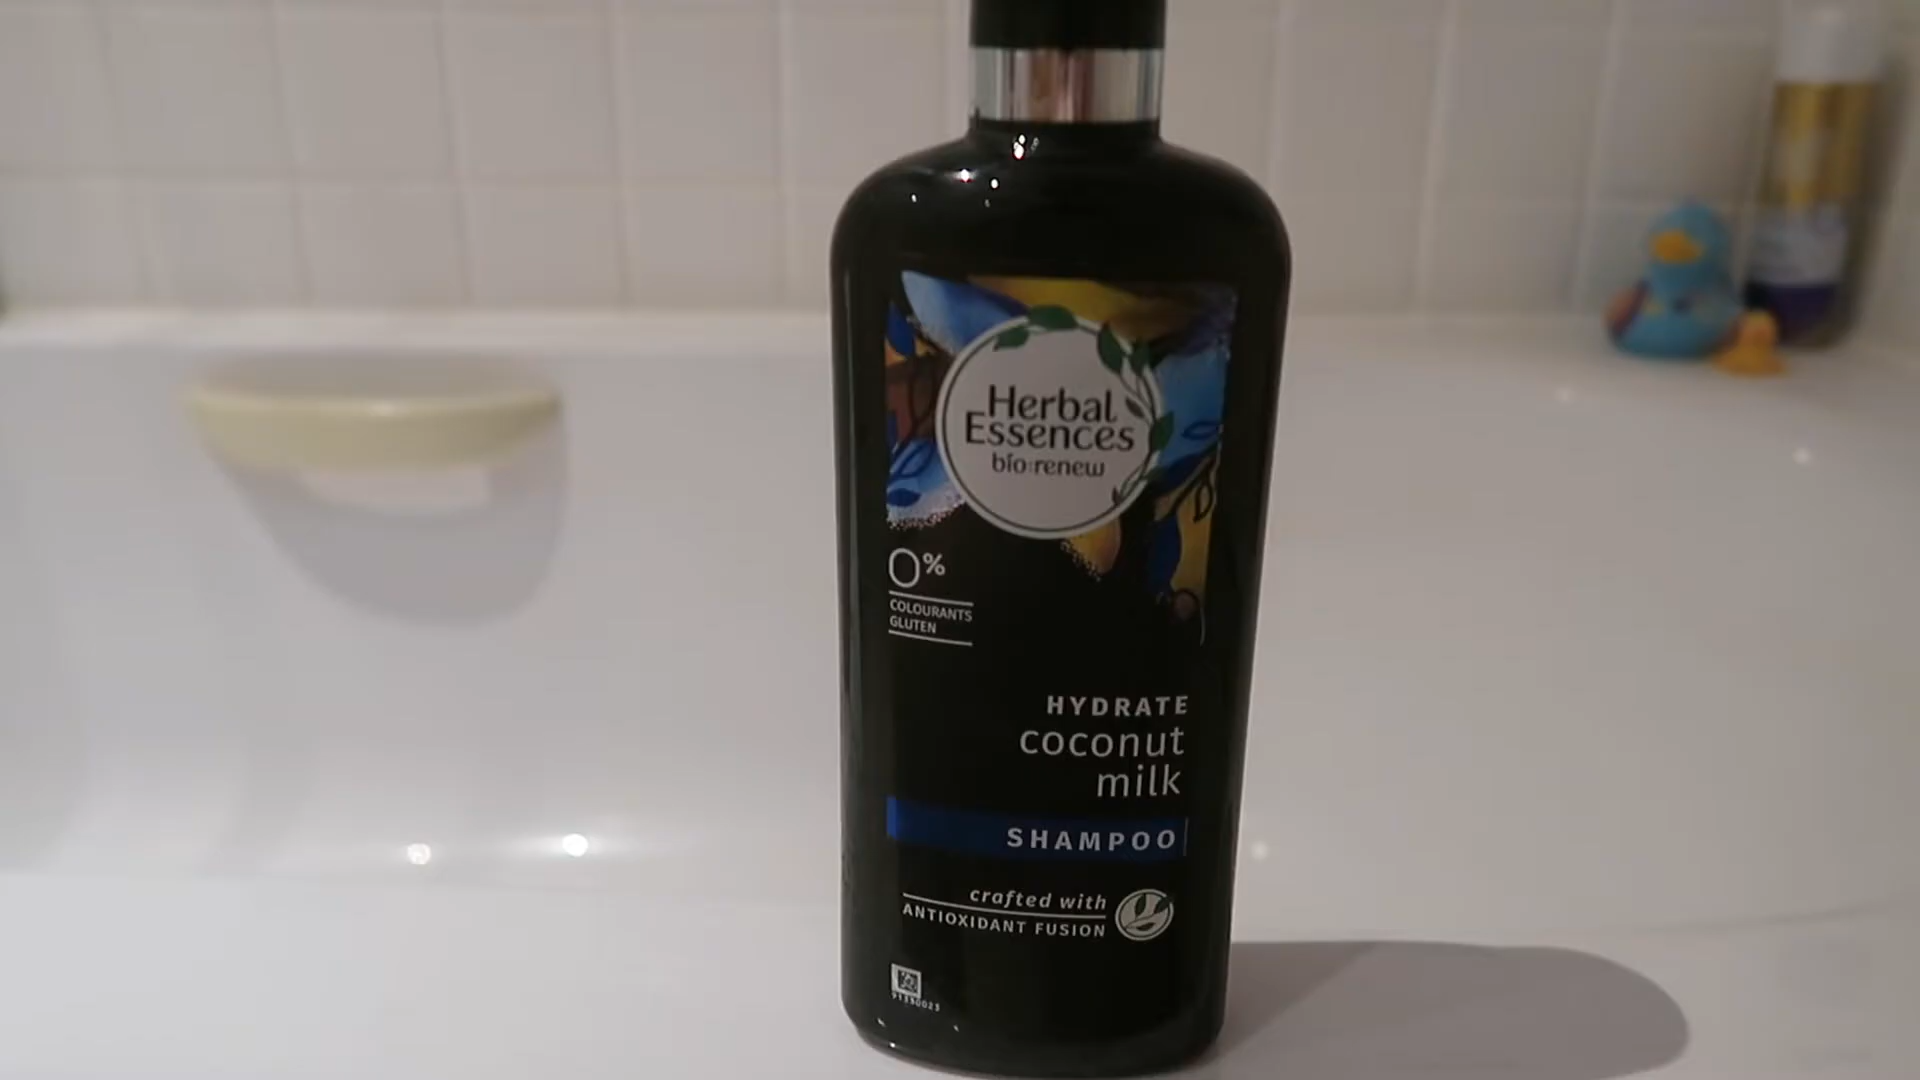 Herbal
Essences
bio:renew
0%
COLOURANTS
GLUTEN
HYDRATE
coconut
milk
SHAMPOO
crafted with
ANTIOXIDANT FUSION